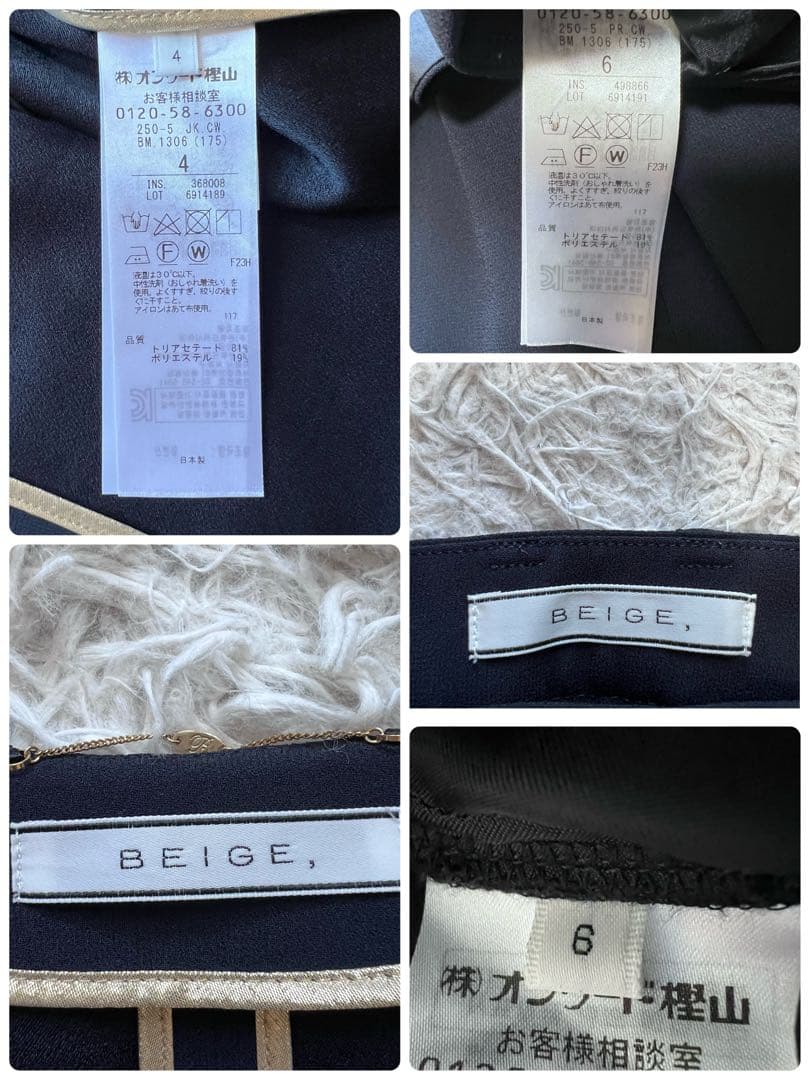 4
㈱オンワード樫山
お客様相談室
0120-58-6300
250-5 JK.CW
BM.1306 (175)
4
INS. 368008
LOT 6914189
F
W
F23H
液温は30℃以下。
中性洗剤(おしゃれ着洗い)を
使用。よくすすぎ、絞りの後す
ぐに干すこと。
アイロンはあて布使用。
117
品質
トリアセテート 81%
ポリエステル 19%
日本製
0120-58-6300
250-5 PR.CW
BM.1306 (175)
6
INS. 498866
LOT 6914191
F
W
F23H
液温は30℃以下。
中性洗剤(おしゃれ着洗い)を
使用。よくすすぎ、絞りの後す
ぐに干すこと。
アイロンはあて布使用。
117
品質
トリアセテート 81%
ポリエステル 19%
日本製
BEIGE,
BEIGE,
6
㈱オンワード樫山
お客様相談室